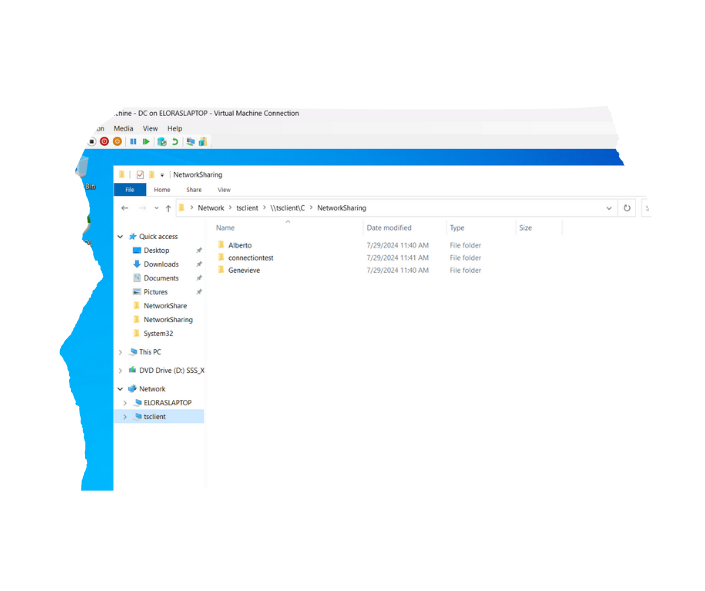 chine - DC on ELORASLAPTOP - Virtual Machine Connection
on Media View Help
Bin
NetworkSharing
File Home Share View
Network > tsclient > \\tsclient\C > NetworkSharing
Name Date modified Type Size
Quick access
Desktop
Downloads
Documents
Pictures
NetworkShare
NetworkSharing
System32
This PC
DVD Drive (D:) SSS_X
Network
ELORASLAPTOP
tsclient
Alberto 7/29/2024 11:40 AM File folder
connectiontest 7/29/2024 11:41 AM File folder
Genevieve 7/29/2024 11:40 AM File folder